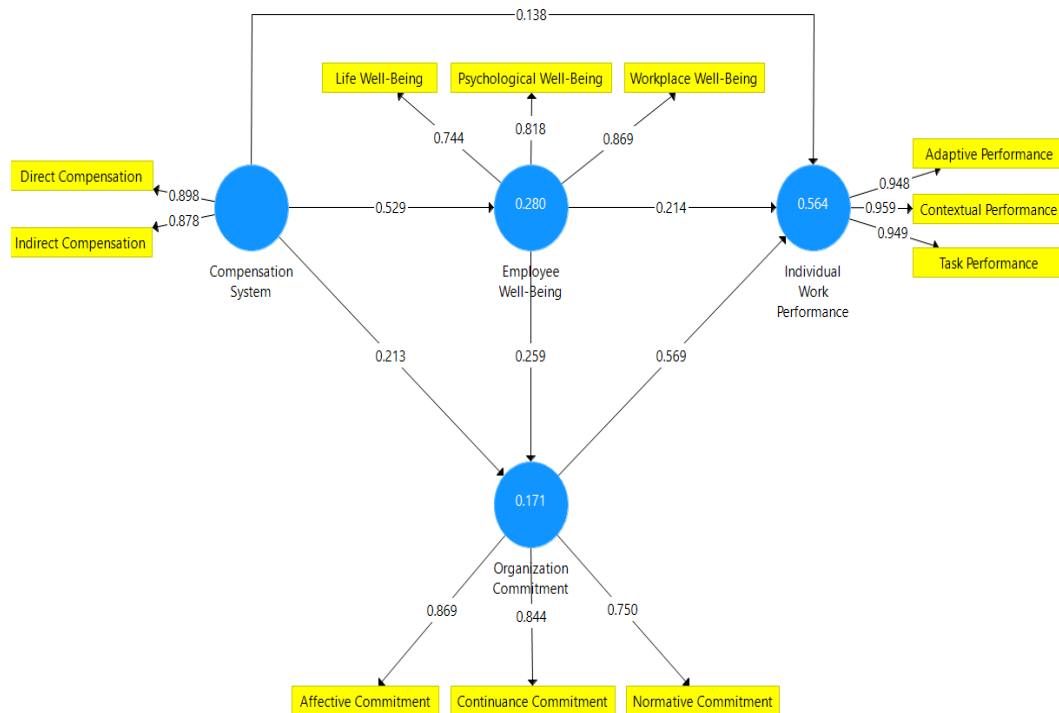 0.138
Life Well-Being
Psychological Well-Being
Workplace Well-Being
0.744
0.818
0.869
Direct Compensation
0.898
0.878
Indirect Compensation
Compensation
System
0.529
0.280
Employee
Well-Being
0.214
0.564
Individual
Work
Performance
0.948
Adaptive Performance
0.959
Contextual Performance
0.949
Task Performance
0.213
0.259
0.569
0.171
Organization
Commitment
0.869
0.844
0.750
Affective Commitment
Continuance Commitment
Normative Commitment